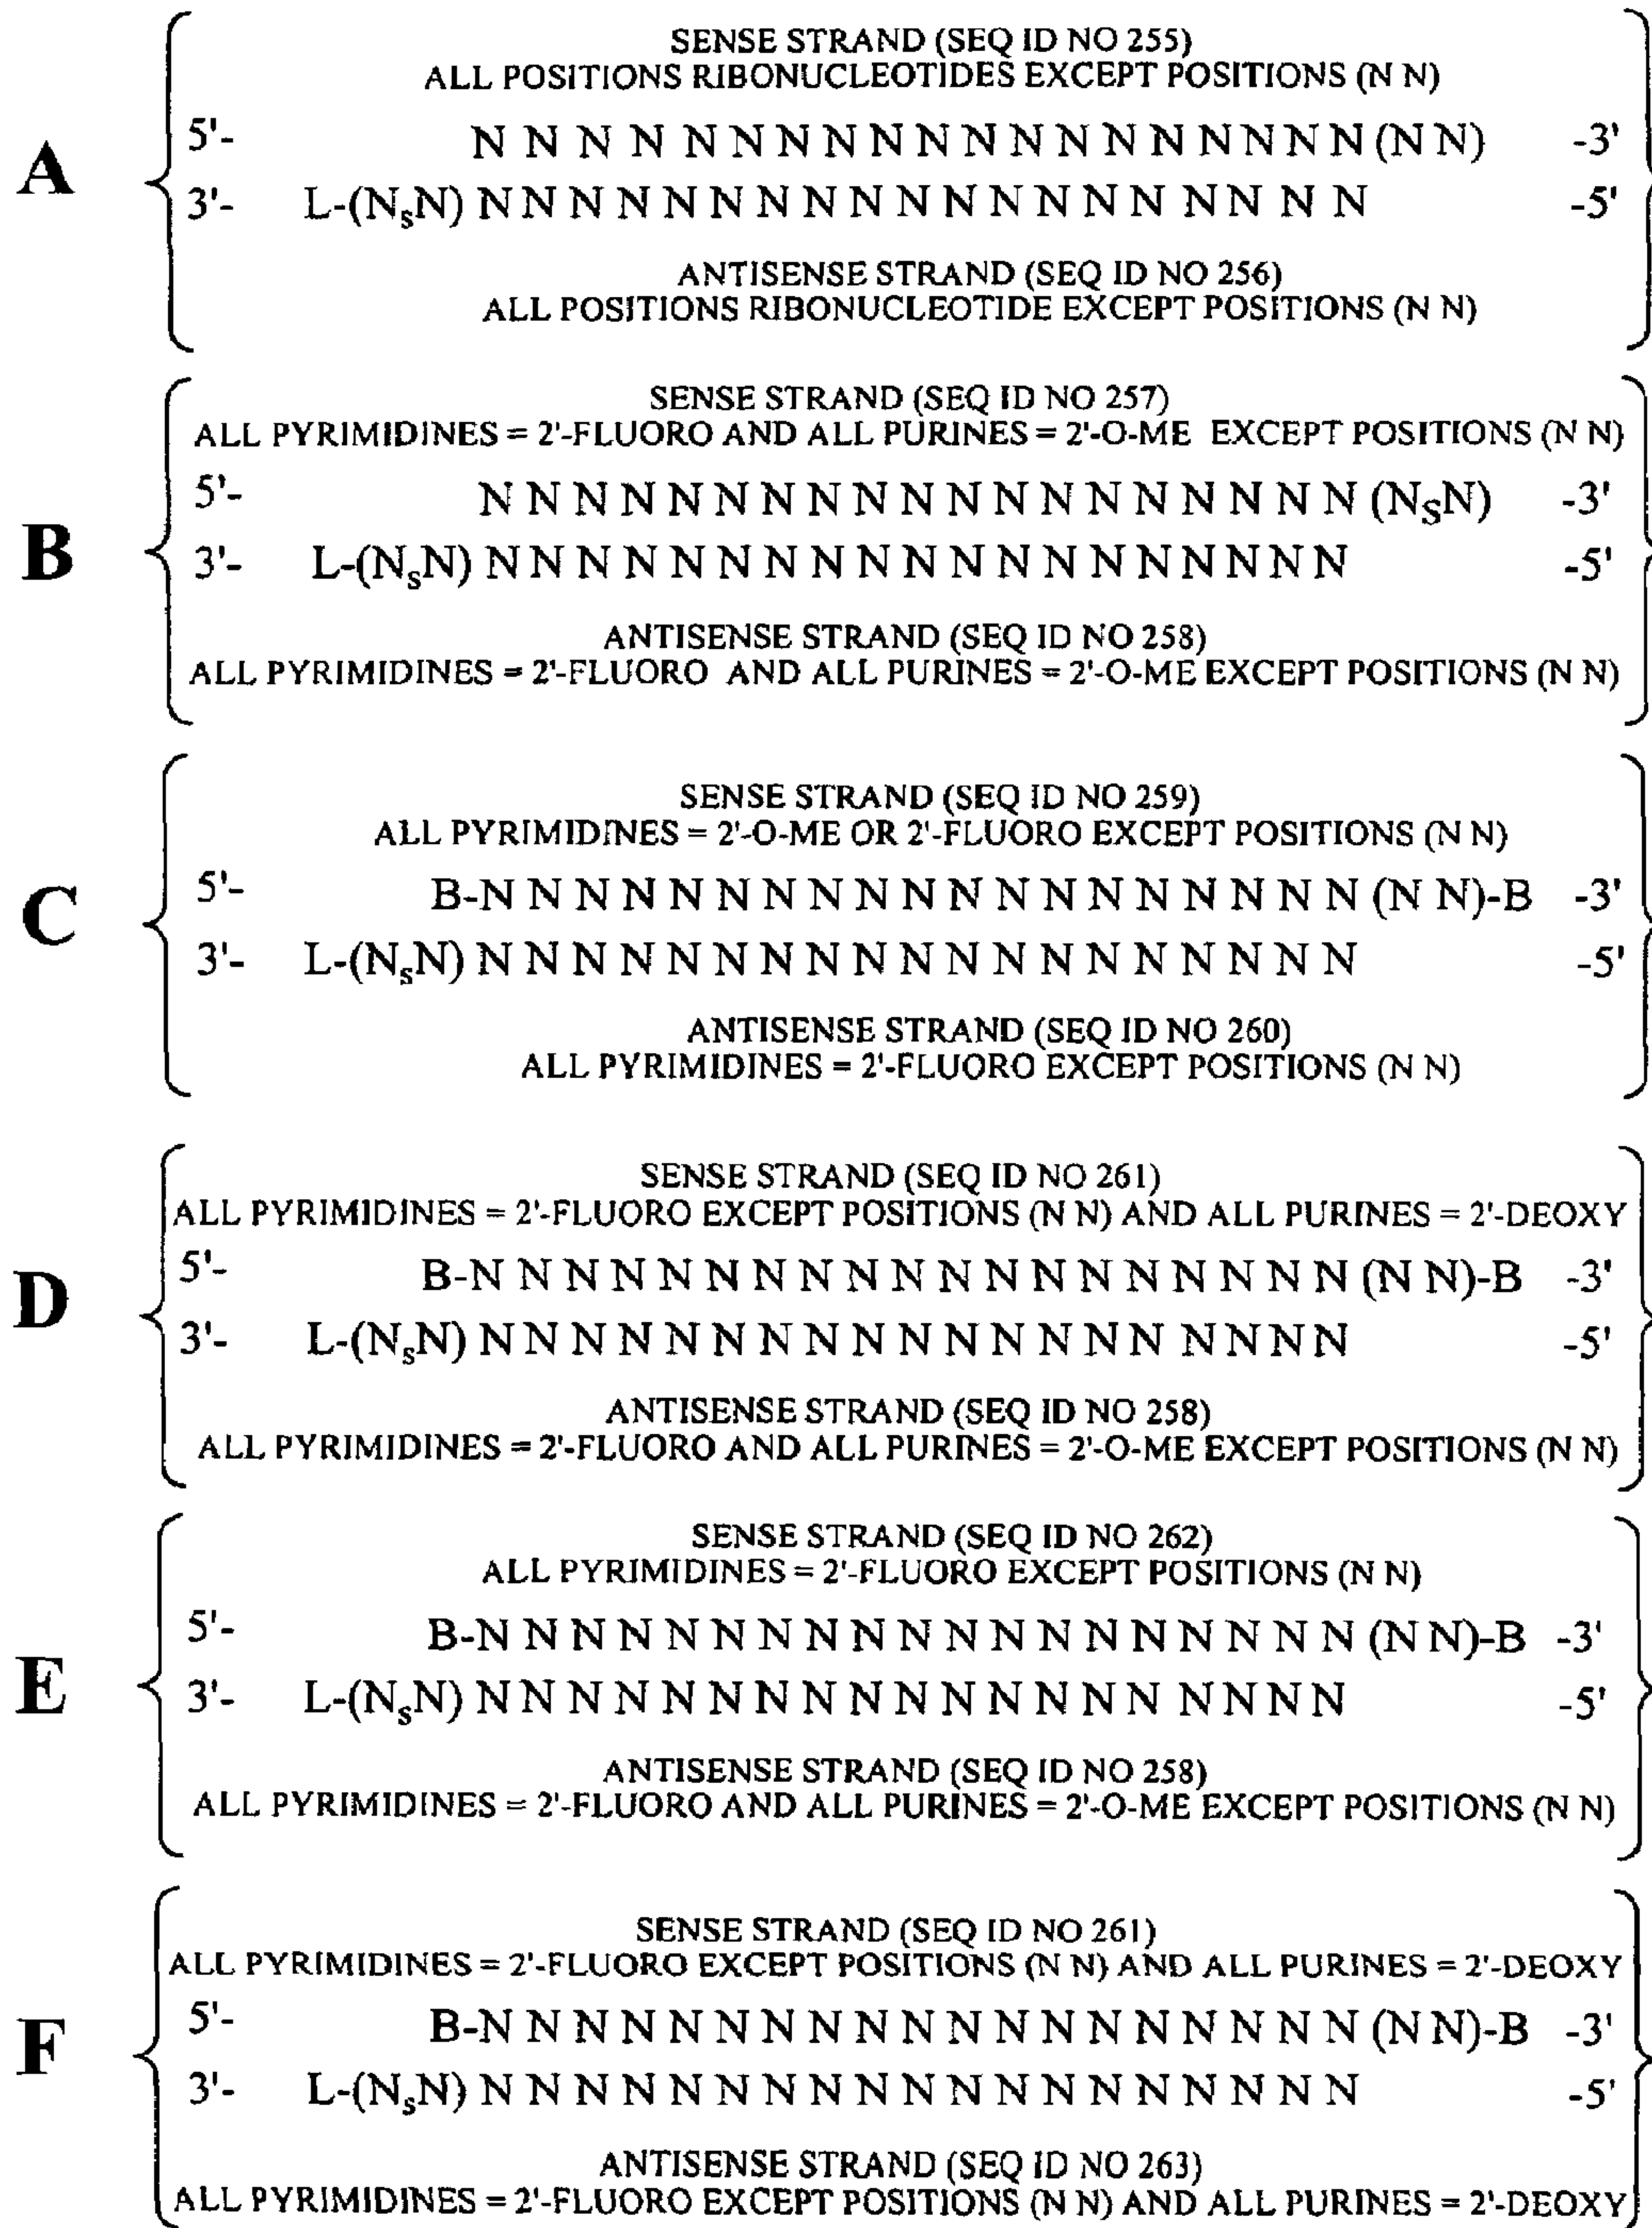 SENSE STRAND (SEQ ID NO 255)
ALL POSITIONS RIBONUCLEOTIDES EXCEPT POSITIONS (N N)
A
5'- N N N N N N N N N N N N N N N N N N N (N N) -3'
3'- L-(NsN) N N N N N N N N N N N N N N N N N N N -5'
ANTISENSE STRAND (SEQ ID NO 256)
ALL POSITIONS RIBONUCLEOTIDE EXCEPT POSITIONS (N N)
SENSE STRAND (SEQ ID NO 257)
ALL PYRIMIDINES = 2'-FLUORO AND ALL PURINES = 2'-O-ME EXCEPT POSITIONS (N N)
B
5'- N N N N N N N N N N N N N N N N N N N (NSN) -3'
3'- L-(NsN) N N N N N N N N N N N N N N N N N N N -5'
ANTISENSE STRAND (SEQ ID NO 258)
ALL PYRIMIDINES = 2'-FLUORO AND ALL PURINES = 2'-O-ME EXCEPT POSITIONS (N N)
SENSE STRAND (SEQ ID NO 259)
ALL PYRIMIDINES = 2'-O-ME OR 2'-FLUORO EXCEPT POSITIONS (N N)
C
5'- B-N N N N N N N N N N N N N N N N N N N (N N)-B -3'
3'- L-(NsN) N N N N N N N N N N N N N N N N N N N -5'
ANTISENSE STRAND (SEQ ID NO 260)
ALL PYRIMIDINES = 2'-FLUORO EXCEPT POSITIONS (N N)
SENSE STRAND (SEQ ID NO 261)
ALL PYRIMIDINES = 2'-FLUORO EXCEPT POSITIONS (N N) AND ALL PURINES = 2'-DEOXY
D
5'- B-N N N N N N N N N N N N N N N N N N N (N N)-B -3'
3'- L-(NsN) N N N N N N N N N N N N N N N N N N N -5'
ANTISENSE STRAND (SEQ ID NO 258)
ALL PYRIMIDINES = 2'-FLUORO AND ALL PURINES = 2'-O-ME EXCEPT POSITIONS (N N)
SENSE STRAND (SEQ ID NO 262)
ALL PYRIMIDINES = 2'-FLUORO EXCEPT POSITIONS (N N)
E
5'- B-N N N N N N N N N N N N N N N N N N N (N N)-B -3'
3'- L-(NsN) N N N N N N N N N N N N N N N N N N N -5'
ANTISENSE STRAND (SEQ ID NO 258)
ALL PYRIMIDINES = 2'-FLUORO AND ALL PURINES = 2'-O-ME EXCEPT POSITIONS (N N)
SENSE STRAND (SEQ ID NO 261)
ALL PYRIMIDINES = 2'-FLUORO EXCEPT POSITIONS (N N) AND ALL PURINES = 2'-DEOXY
F
5'- B-N N N N N N N N N N N N N N N N N N N (N N)-B -3'
3'- L-(NsN) N N N N N N N N N N N N N N N N N N N -5'
ANTISENSE STRAND (SEQ ID NO 263)
ALL PYRIMIDINES = 2'-FLUORO EXCEPT POSITIONS (N N) AND ALL PURINES = 2'-DEOXY